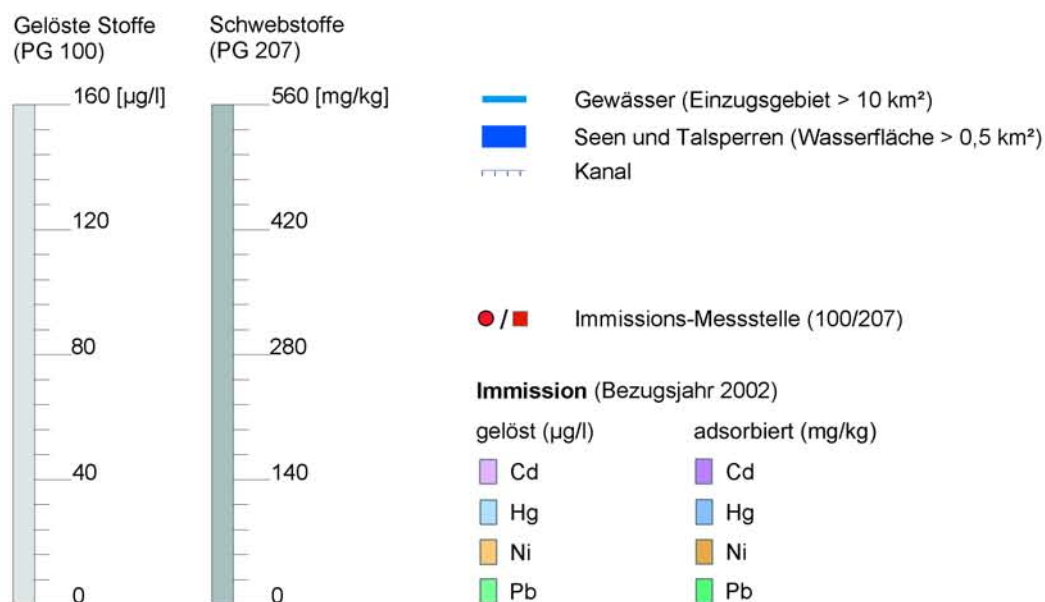 Gelöste Stoffe
(PG 100)
160 [µg/l]
120
80
40
0
Schwebstoffe
(PG 207)
560 [mg/kg]
420
280
140
0
Gewässer (Einzugsgebiet > 10 km²)
Seen und Talsperren (Wasserfläche > 0,5 km²)
Kanal
/ Immissions-Messstelle (100/207)
Immission (Bezugsjahr 2002)
gelöst (µg/l)
Cd
Hg
Ni
Pb
adsorbiert (mg/kg)
Cd
Hg
Ni
Pb